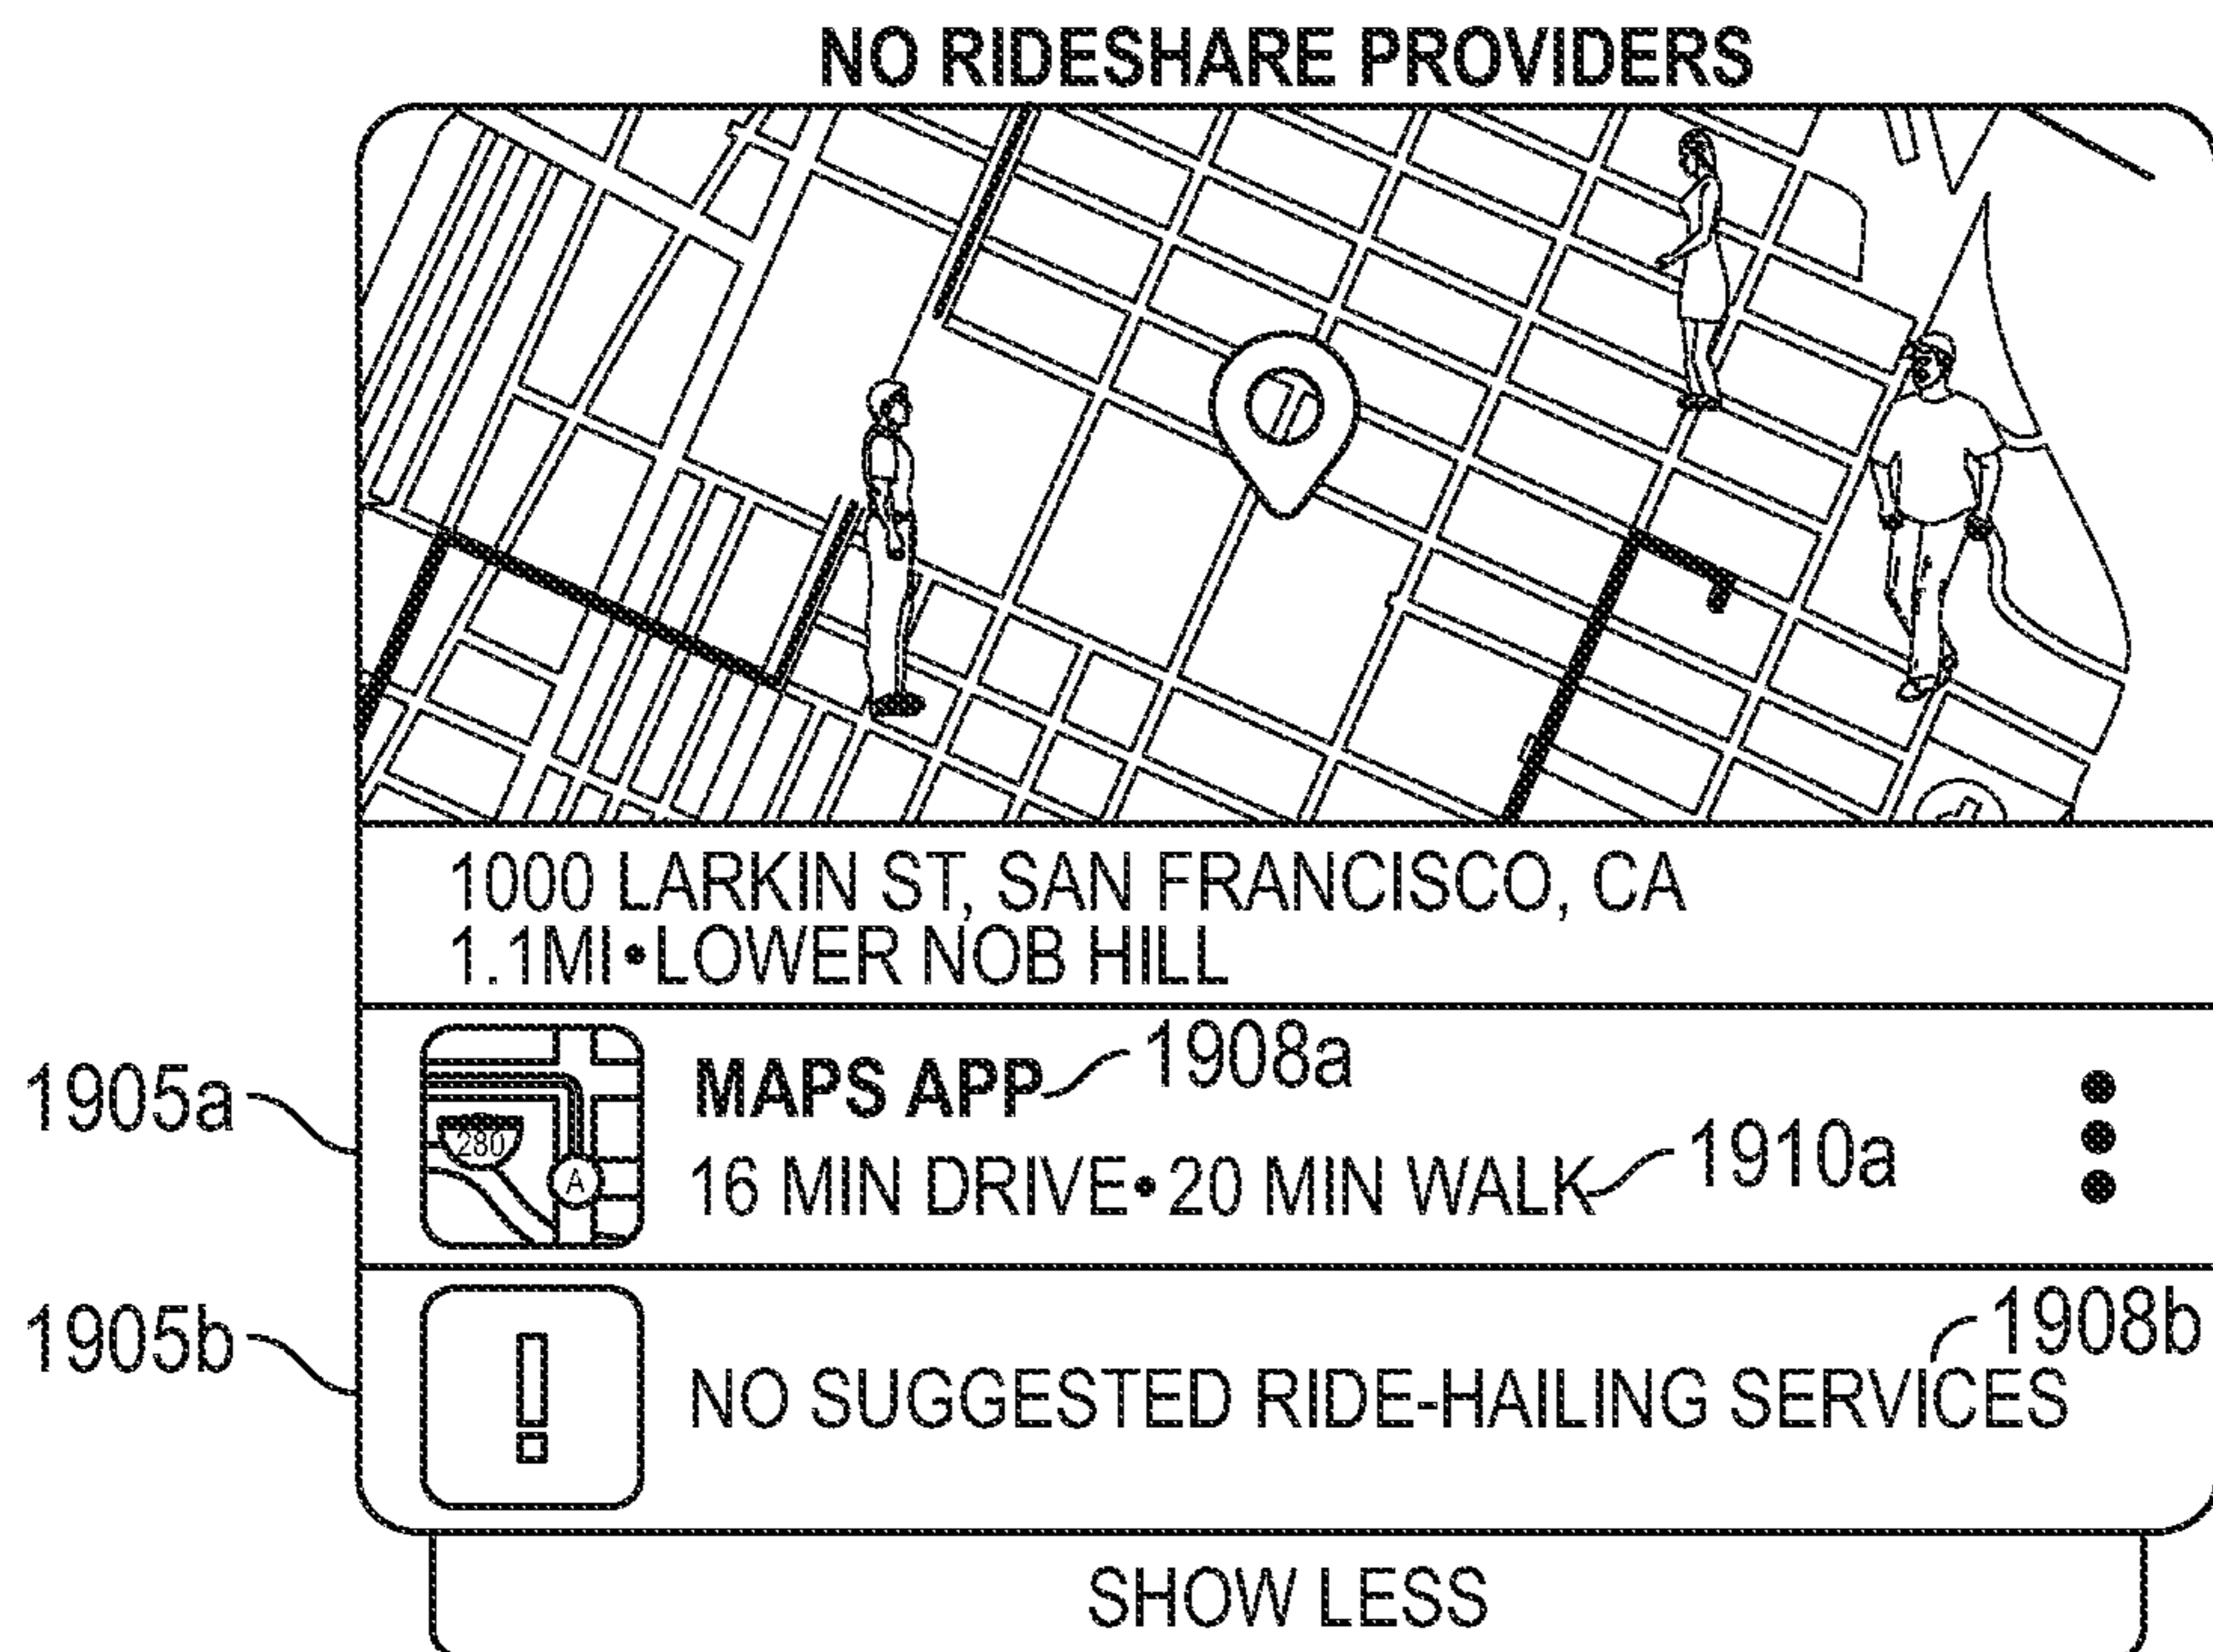 NO RIDESHARE PROVIDERS
1000 LARKIN ST, SAN FRANCISCO, CA
1.1MI•LOWER NOB HILL
1905a
280
A
MAPS APP
1908a
16 MIN DRIVE•20 MIN WALK
1910a
1905b
!
NO SUGGESTED RIDE-HAILING SERVICES
1908b
SHOW LESS